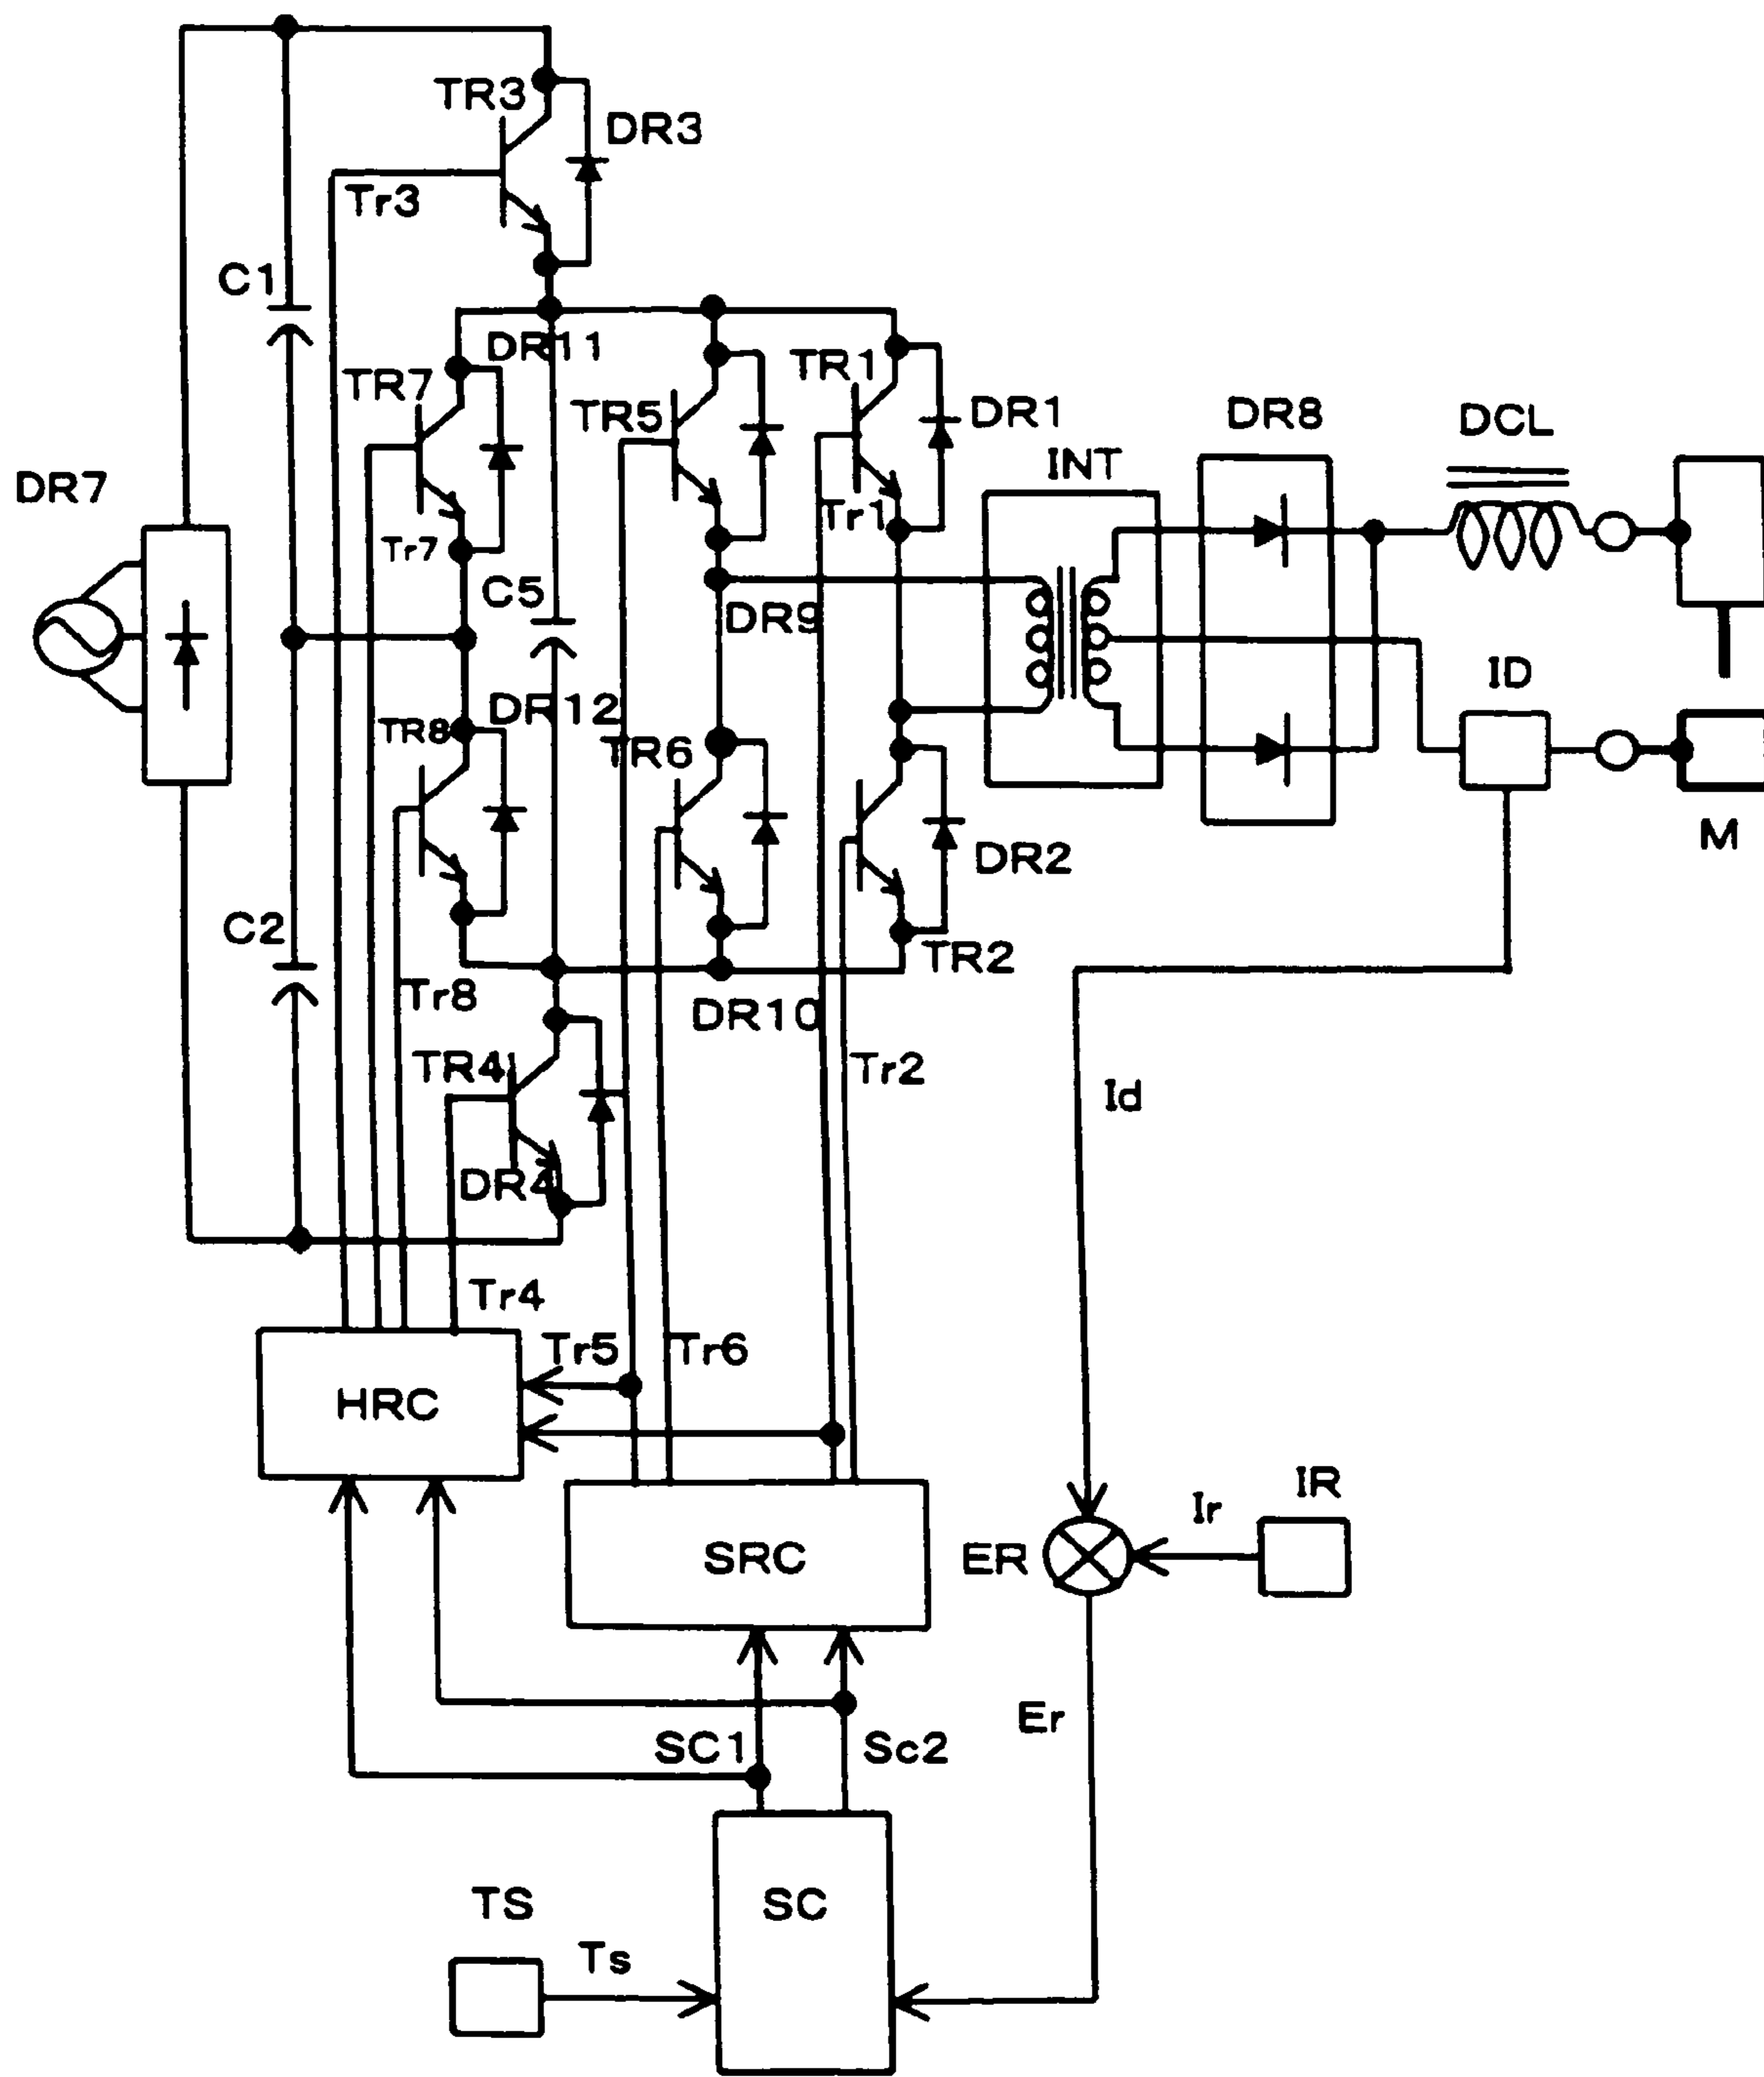 TR3
DR3
Tr3
C1
DR11
TR7
TR5
TR1
DR1
DR8
DCL
INT
DR7
Tr1
Tr7
C5
DR9
ID
DR12
TR8
TR6
M
DR2
C2
TR2
Tr8
DR10
TR4
Tr2
Id
DR4
Tr4
Tr5
Tr6
HRC
IR
Ir
SRC
ER
Er
SC1
Sc2
TS
SC
Ts